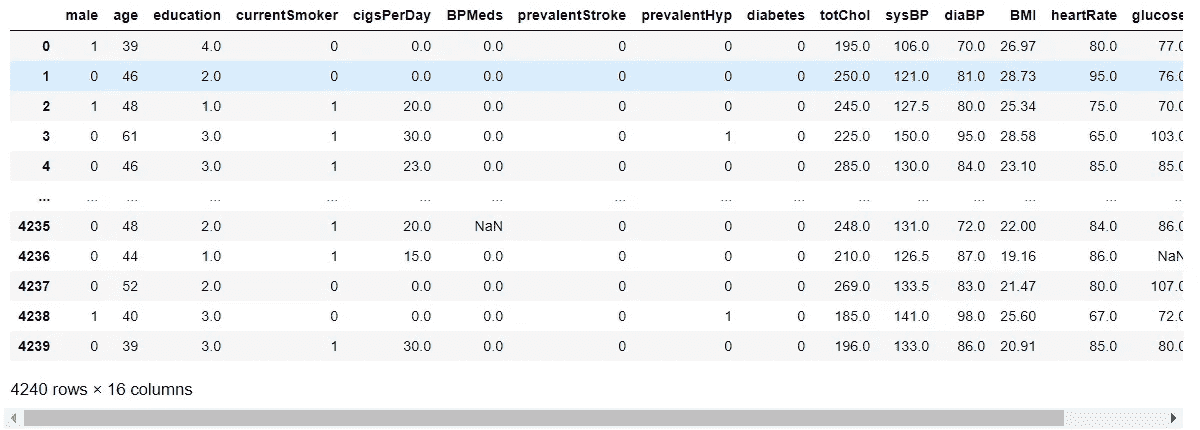 male age education currentSmoker cigsPerDay BPMeds prevalentStroke prevalentHyp diabetes totChol sysBP diaBP BMI heartRate glucose
0 1 39 4.0 0 0.0 0.0 0 0 0 195.0 106.0 70.0 26.97 80.0 77.0
1 0 46 2.0 0 0.0 0.0 0 0 0 250.0 121.0 81.0 28.73 95.0 76.0
2 1 48 1.0 1 20.0 0.0 0 0 0 245.0 127.5 80.0 25.34 75.0 70.0
3 0 61 3.0 1 30.0 0.0 0 1 0 225.0 150.0 95.0 28.58 65.0 103.0
4 0 46 3.0 1 23.0 0.0 0 0 0 285.0 130.0 84.0 23.10 85.0 85.0
... ... ... ... ... ... ... ... ... ... ... ... ... ... ... ...
4235 0 48 2.0 1 20.0 NaN 0 0 0 248.0 131.0 72.0 22.00 84.0 86.0
4236 0 44 1.0 1 15.0 0.0 0 0 0 210.0 126.5 87.0 19.16 86.0 NaN
4237 0 52 2.0 0 0.0 0.0 0 0 0 269.0 133.5 83.0 21.47 80.0 107.0
4238 1 40 3.0 0 0.0 0.0 0 1 0 185.0 141.0 98.0 25.60 67.0 72.0
4239 0 39 3.0 1 30.0 0.0 0 0 0 196.0 133.0 86.0 20.91 85.0 80.0
4240 rows × 16 columns